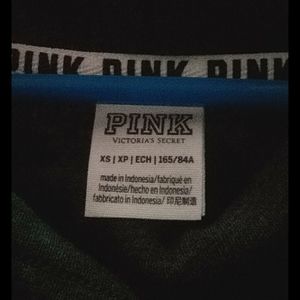 PINK PINK PINK
PINK
VICTORIA'S SECRET
XS | XP | ECH | 165/84A
made in Indonesia/fabriqué en
Indonésie/hecho en Indonesia/
fabbricato in Indonesia/ 印尼制造